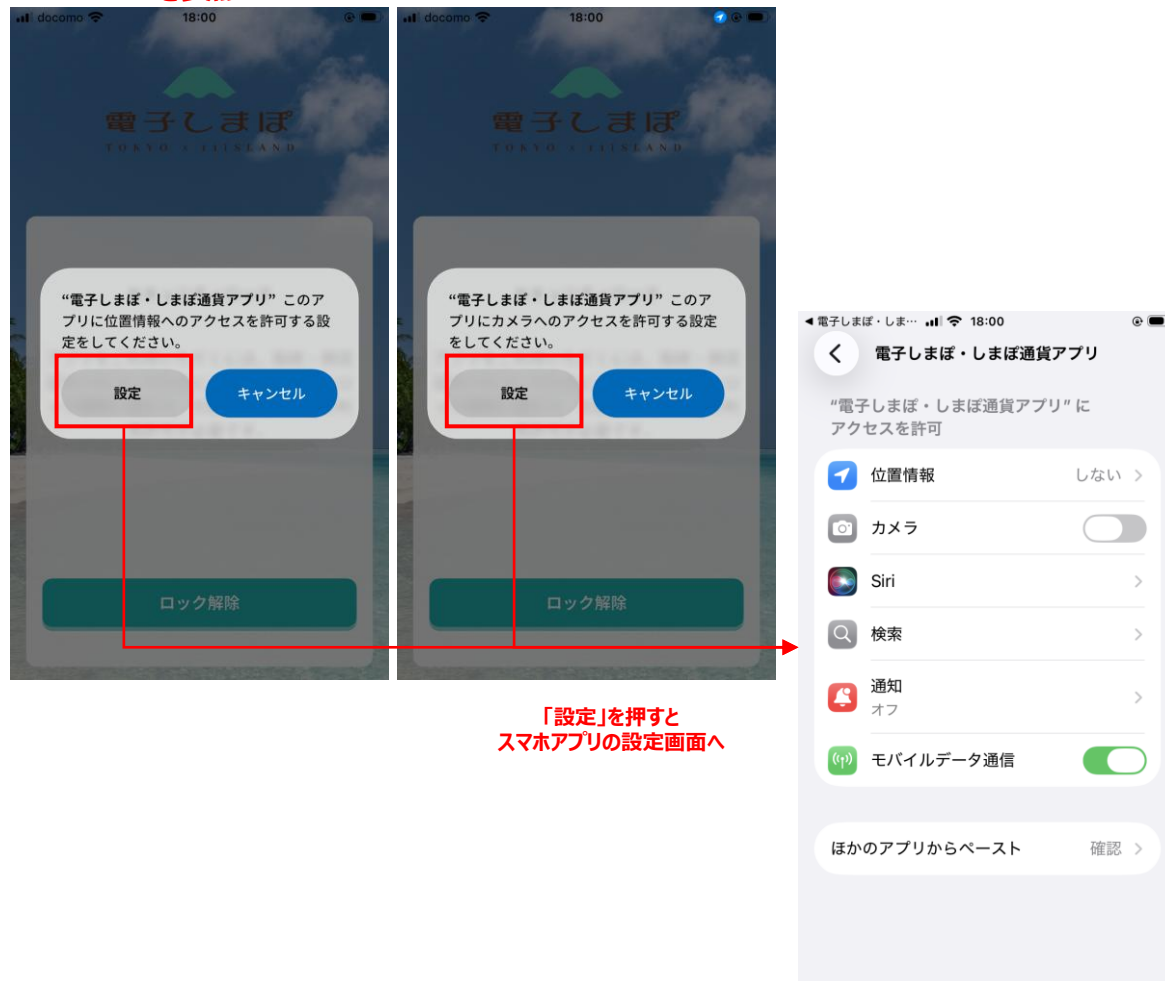 docomo 18:00
電子しまぽ
TOKYO × 11ISLAND
“電子しまぽ・しまぽ通貨アプリ” このア
プリに位置情報へのアクセスを許可する設
定をしてください。
設定
キャンセル
ロック解除
docomo 18:00
電子しまぽ
TOKYO × 11ISLAND
“電子しまぽ・しまぽ通貨アプリ” このア
プリにカメラへのアクセスを許可する設定
をしてください。
設定
キャンセル
ロック解除
「設定」を押すと
スマホアプリの設定画面へ
電子しまぽ・しま… 18:00
電子しまぽ・しまぽ通貨アプリ
“電子しまぽ・しまぽ通貨アプリ” に
アクセスを許可
位置情報 しない
カメラ
Siri
検索
通知
オフ
モバイルデータ通信
ほかのアプリからペースト 確認